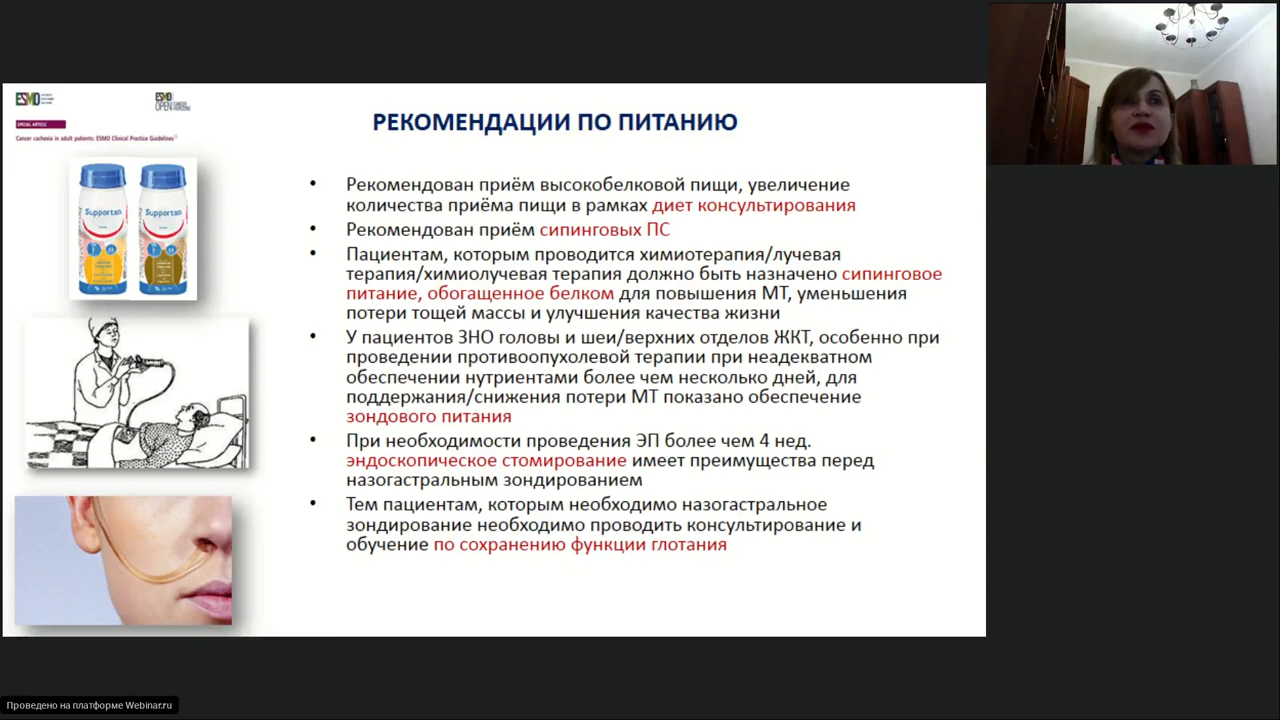 ESMO
ESMO
OPEN CANCER HORIZONS
SPECIAL ARTICLE
Cancer cachexia in adult patients: ESMO Clinical Practice Guidelines
РЕКОМЕНДАЦИИ ПО ПИТАНИЮ
Supportan
Supportan
• Рекомендован приём высокобелковой пищи, увеличение
количества приёма пищи в рамках диет консультирования
• Рекомендован приём сипинговых ПС
• Пациентам, которым проводится химиотерапия/лучевая
терапия/химиолучевая терапия должно быть назначено сипинговое
питание, обогащенное белком для повышения МТ, уменьшения
потери тощей массы и улучшения качества жизни
• У пациентов ЗНО головы и шеи/верхних отделов ЖКТ, особенно при
проведении противоопухолевой терапии при неадекватном
обеспечении нутриентами более чем несколько дней, для
поддержания/снижения потери МТ показано обеспечение
зондового питания
• При необходимости проведения ЭП более чем 4 нед.
эндоскопическое стомирование имеет преимущества перед
назогастральным зондированием
• Тем пациентам, которым необходимо назогастральное
зондирование необходимо проводить консультирование и
обучение по сохранению функции глотания
Проведено на платформе Webinar.ru